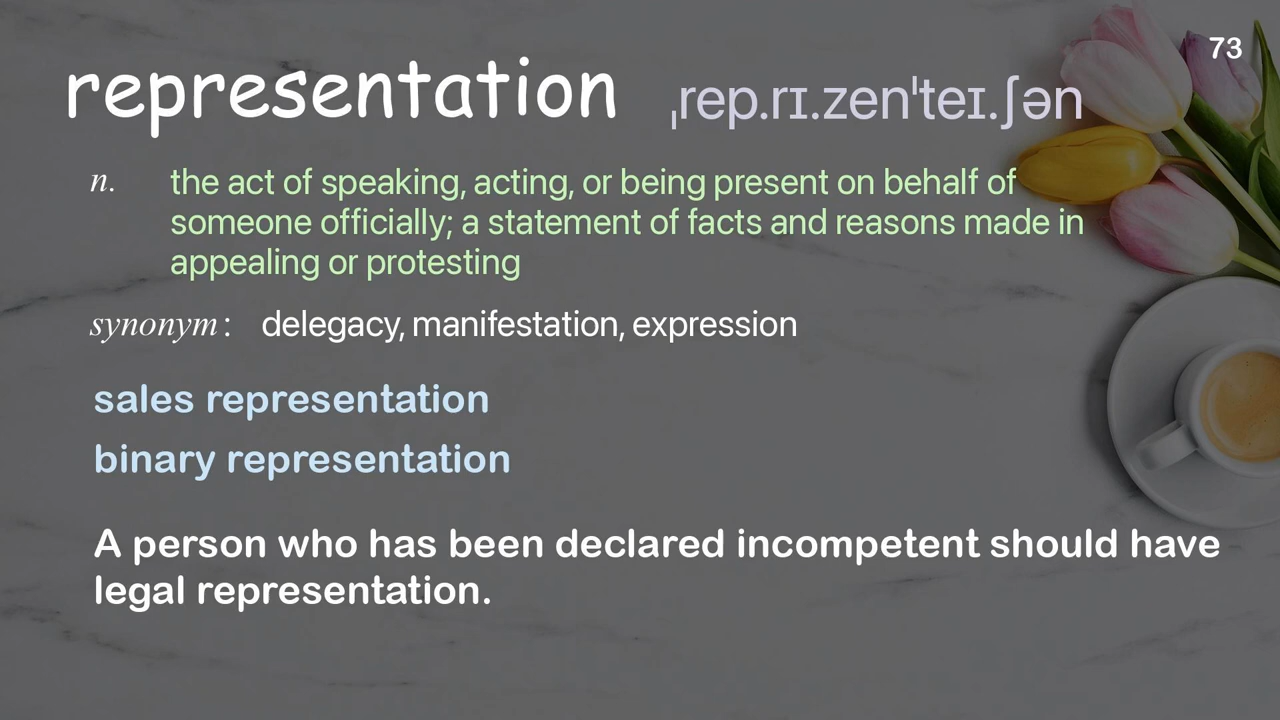 73
representation ˌrep.rɪ.zenˈteɪ.ʃən
n. the act of speaking, acting, or being present on behalf of
someone officially; a statement of facts and reasons made in
appealing or protesting
synonym: delegacy, manifestation, expression
sales representation
binary representation
A person who has been declared incompetent should have
legal representation.